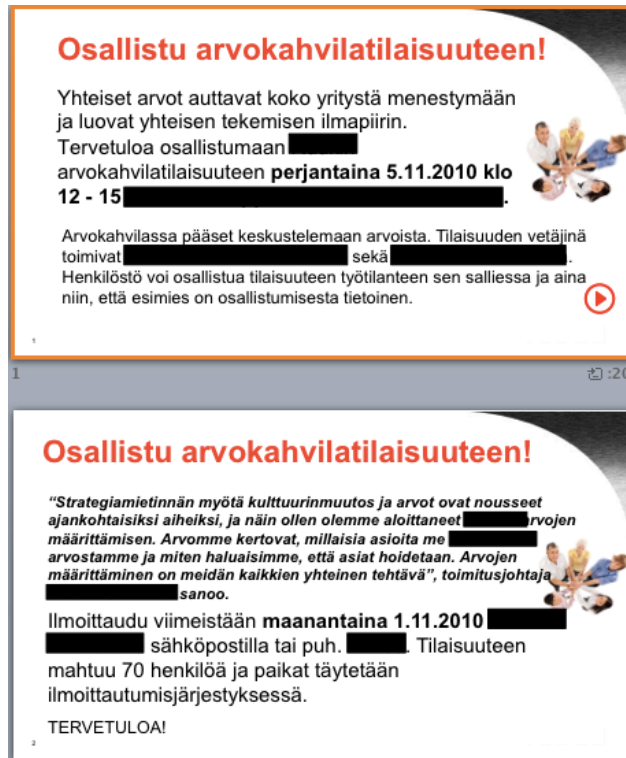 Osallistu arvokahvilatilaisuuteen!
Yhteiset arvot auttavat koko yritystä menestymään
ja luovat yhteisen tekemisen ilmapiirin.
Tervetuloa osallistumaan
arvokahvilatilaisuuteen perjantaina 5.11.2010 klo
12 - 15 .
Arvokahvilassa pääset keskustelemaan arvoista. Tilaisuuden vetäjinä
toimivat sekä .
Henkilöstö voi osallistua tilaisuuteen työtilanteen sen salliessa ja aina
niin, että esimies on osallistumisesta tietoinen.
1
1 :20
Osallistu arvokahvilatilaisuuteen!
"Strategiamietinnän myötä kulttuurinmuutos ja arvot ovat nousseet
ajankohtaisiksi aiheiksi, ja näin ollen olemme aloittaneet rvojen
määrittämisen. Arvomme kertovat, millaisia asioita me
arvostamme ja miten haluaisimme, että asiat hoidetaan. Arvojen
määrittäminen on meidän kaikkien yhteinen tehtävä", toimitusjohtaja
sanoo.
Ilmoittaudu viimeistään maanantaina 1.11.2010
sähköpostilla tai puh. . Tilaisuuteen
mahtuu 70 henkilöä ja paikat täytetään
ilmoittautumisjärjestyksessä.
TERVETULOA!
2